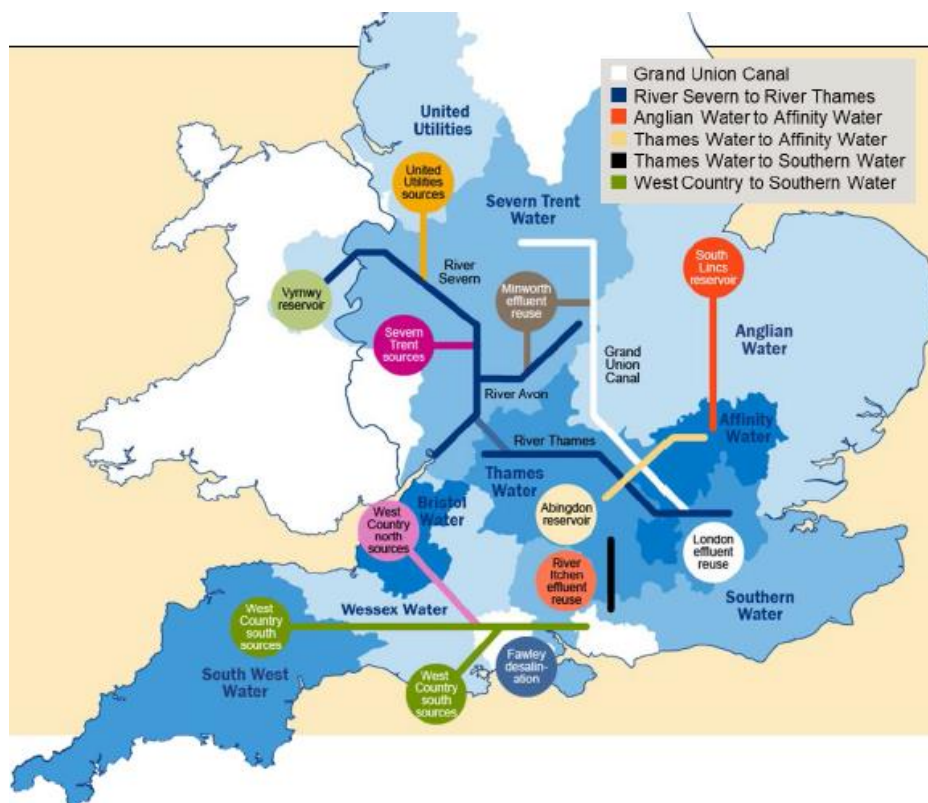 Grand Union Canal
River Severn to River Thames
Anglian Water to Affinity Water
Thames Water to Affinity Water
Thames Water to Southern Water
West Country to Southern Water
United
Utilities
United
Utilities
sources
Severn Trent
Water
South
Lincs
reservoir
River
Severn
Vyrnwy
reservoir
Minworth
effluent
reuse
Severn
Trent
sources
Anglian
Water
Grand
Union
Canal
River Avon
Affinity
Water
River Thames
Thames
Water
Bristol
Water
Abingdon
reservoir
West
Country
north
sources
London
effluent
reuse
River
Itchen
effluent
reuse
Southern
Water
Wessex Water
West
Country
south
sources
South West
Water
Fawley
desalin-
ation
West
Country
south
sources